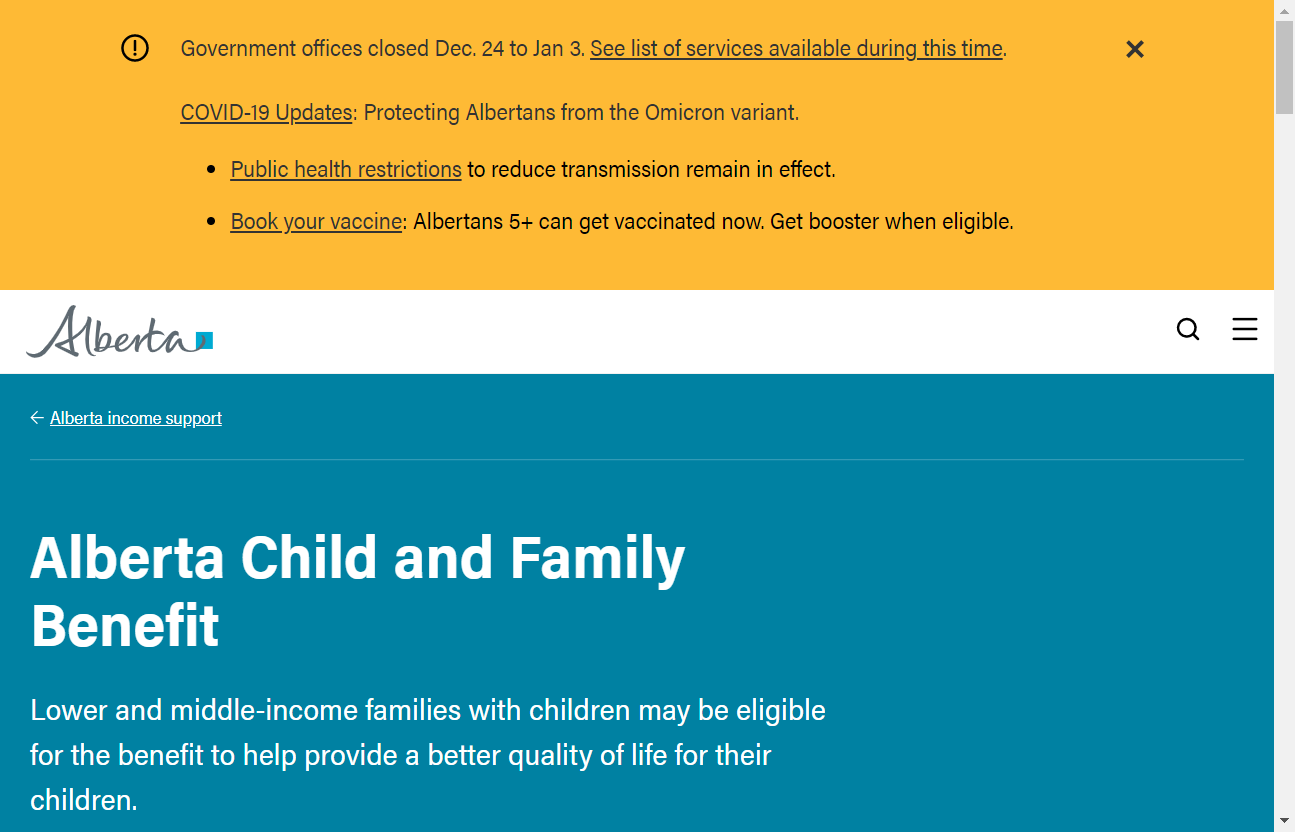 Government offices closed Dec. 24 to Jan 3. See list of services available during this time.
COVID-19 Updates: Protecting Albertans from the Omicron variant.
Public health restrictions to reduce transmission remain in effect.
Book your vaccine: Albertans 5+ can get vaccinated now. Get booster when eligible.
Alberta
Alberta income support
Alberta Child and Family
Benefit
Lower and middle-income families with children may be eligible
for the benefit to help provide a better quality of life for their
children.